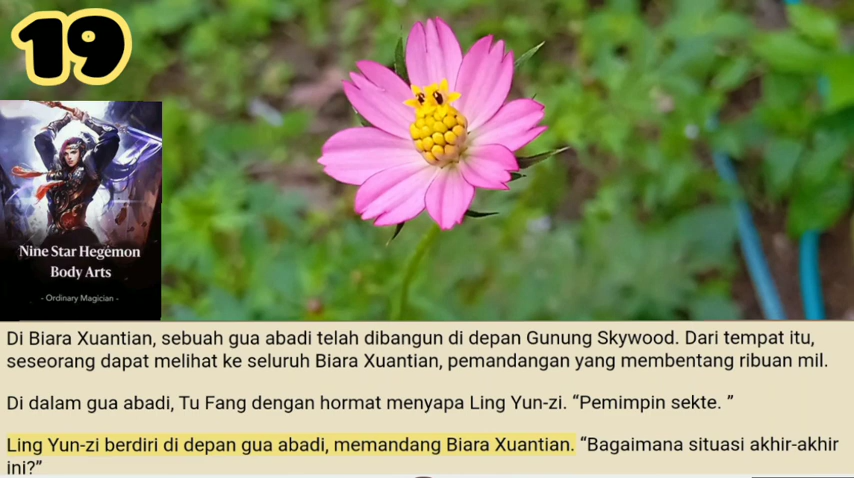 19
Nine Star Hegemon
Body Arts
- Ordinary Magician -
Di Biara Xuantian, sebuah gua abadi telah dibangun di depan Gunung Skywood. Dari tempat itu,
seseorang dapat melihat ke seluruh Biara Xuantian, pemandangan yang membentang ribuan mil.
Di dalam gua abadi, Tu Fang dengan hormat menyapa Ling Yun-zi. “Pemimpin sekte. ”
Ling Yun-zi berdiri di depan gua abadi, memandang Biara Xuantian. “Bagaimana situasi akhir-akhir
ini?”